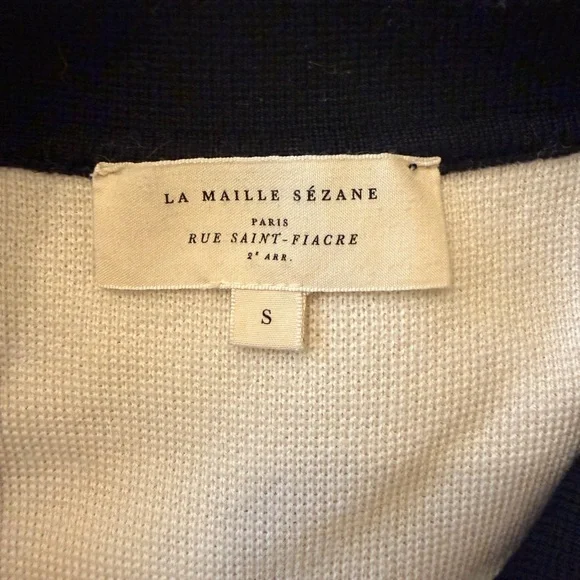 LA MAILLE SÉZANE
PARIS
RUE SAINT-FIACRE
2e ARR.
S